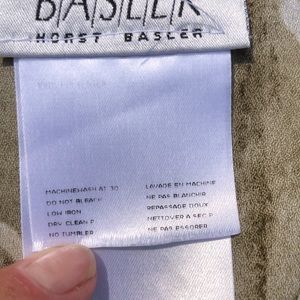 BASLER
HORST BASLER
MACHINEWASH AT 30 LAVAGE EN MACHINE
DO NOT BLEACH NE PAS BLANCHIR
LOW IRON REPASSAGE DOUX
DRY CLEAN P NETTOYER A SEC P
NO TUMBLER NE PAS ESSORER